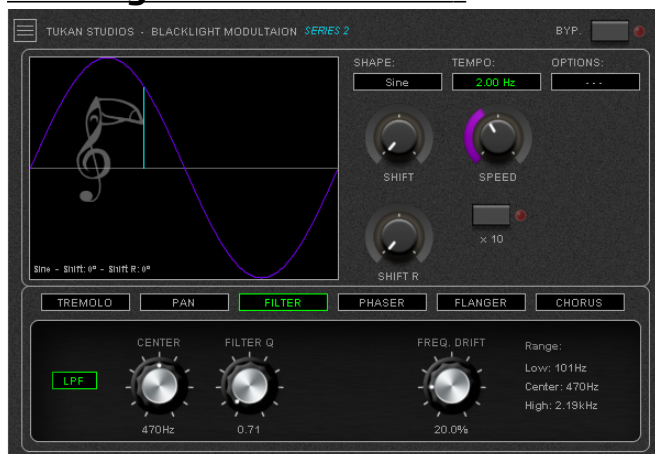 TUKAN STUDIOS - BLACKLIGHT MODULTAION SERIES 2
BYP.
SHAPE: TEMPO: OPTIONS:
Sine 2.00 Hz ---
SHIFT SPEED
x 10
SHIFT R
Sine - Shift: 0º - Shift R: 0º
TREMOLO PAN FILTER PHASER FLANGER CHORUS
CENTER FILTER Q FREQ. DRIFT Range:
LPF
Low: 101Hz
Center: 470Hz
High: 2.19kHz
470Hz 0.71 20.0%